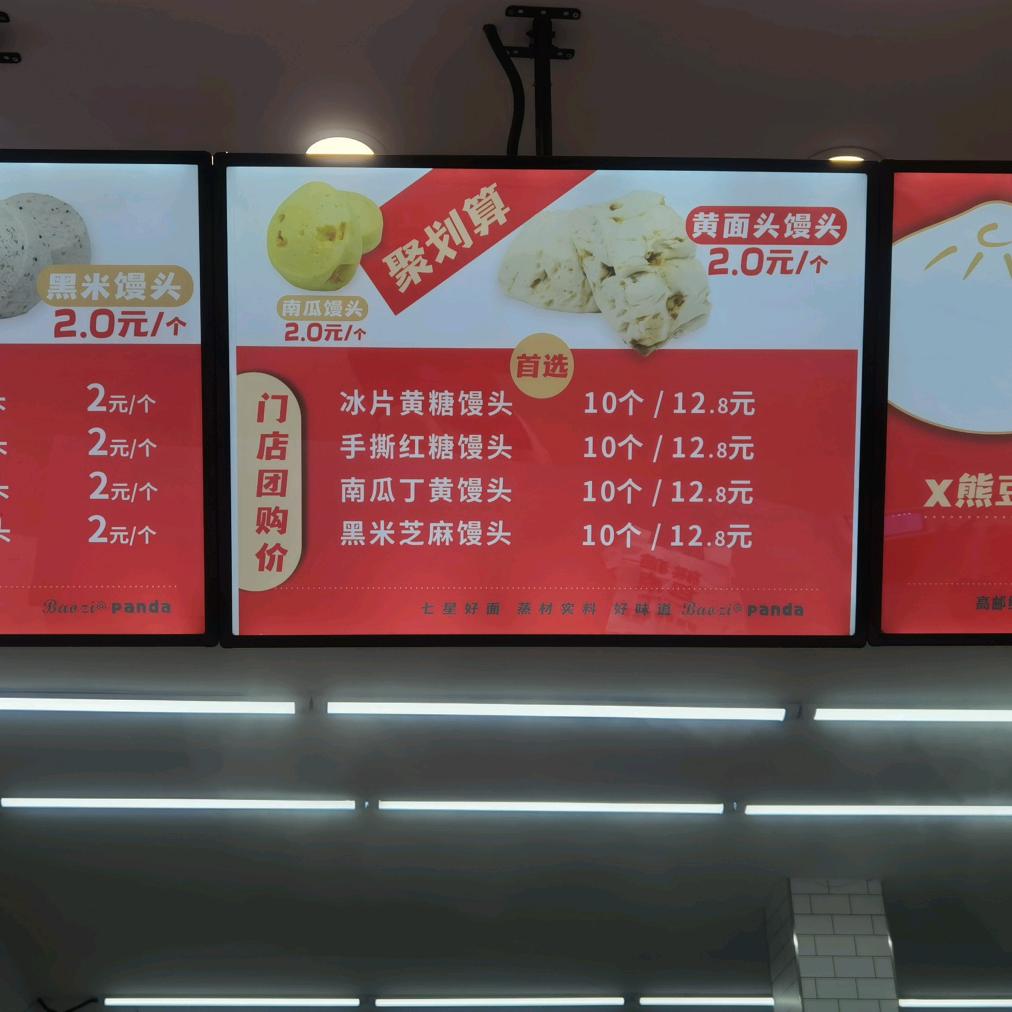 黑米馒头
2.0元/个
2元/个
2元/个
2元/个
2元/个
Baozi@panda
聚划算
南瓜馒头
2.0元/个
黄面头馒头
2.0元/个
首选
门店团购价
冰片黄糖馒头 10个 / 12.8元
手撕红糖馒头 10个 / 12.8元
南瓜丁黄馒头 10个 / 12.8元
黑米芝麻馒头 10个 / 12.8元
七星好面 蒸材实料 好味道 Baozi@panda
x熊
高邮